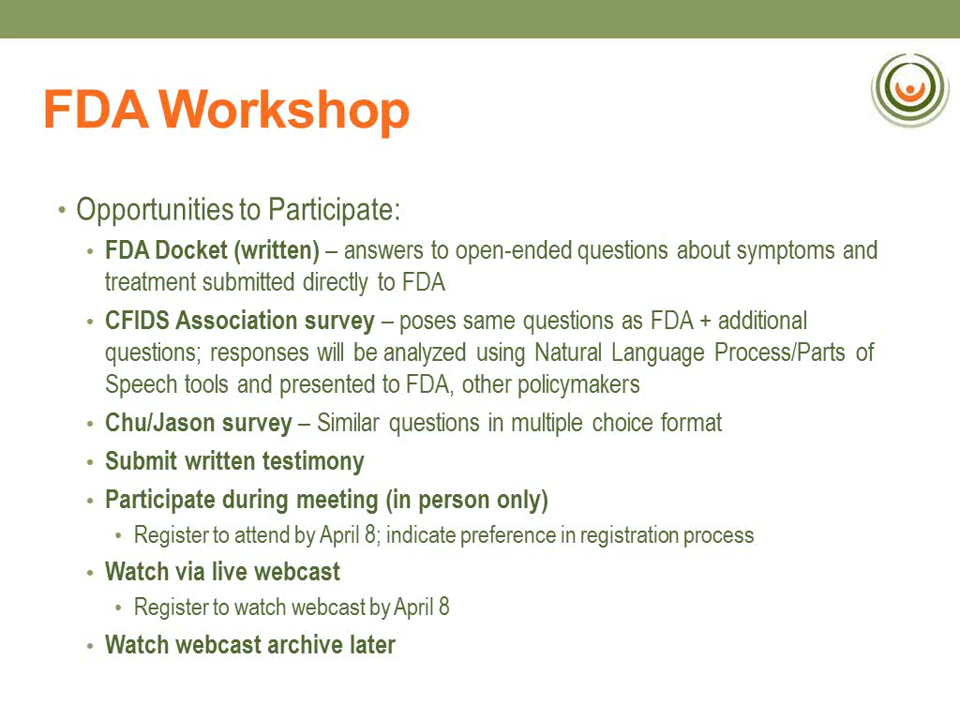 FDA Workshop
• Opportunities to Participate:
• FDA Docket (written) – answers to open-ended questions about symptoms and
treatment submitted directly to FDA
• CFIDS Association survey – poses same questions as FDA + additional
questions; responses will be analyzed using Natural Language Process/Parts of
Speech tools and presented to FDA, other policymakers
• Chu/Jason survey – Similar questions in multiple choice format
• Submit written testimony
• Participate during meeting (in person only)
• Register to attend by April 8; indicate preference in registration process
• Watch via live webcast
• Register to watch webcast by April 8
• Watch webcast archive later